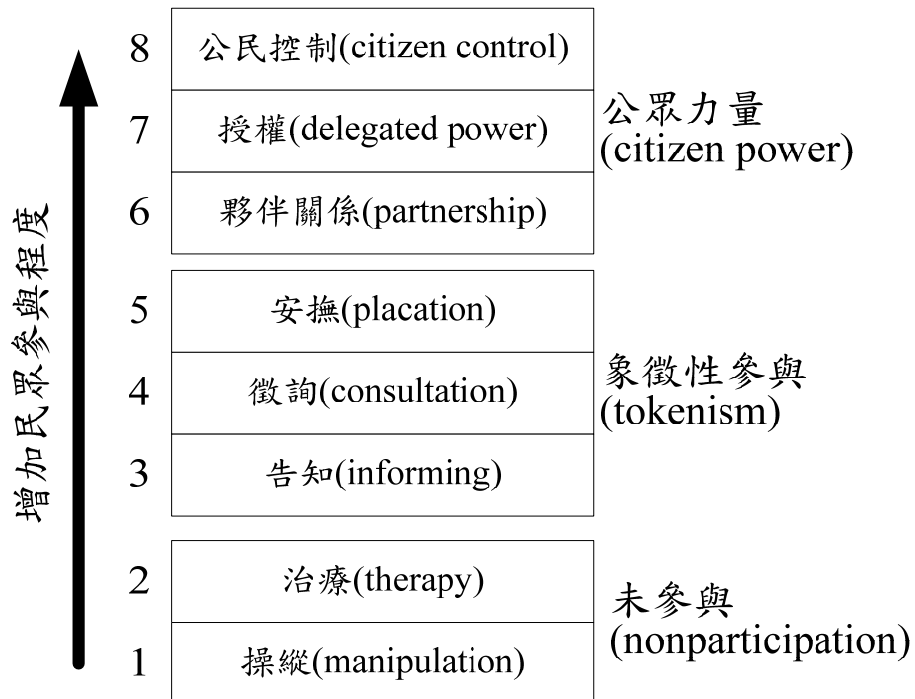 8 公民控制(citizen control)
7 授權(delegated power)
6 夥伴關係(partnership)
公眾力量
(citizen power)
5 安撫(placation)
4 徵詢(consultation)
3 告知(informing)
象徵性參與
(tokenism)
2 治療(therapy)
1 操縱(manipulation)
未參與
(nonparticipation)
增加民眾參與程度